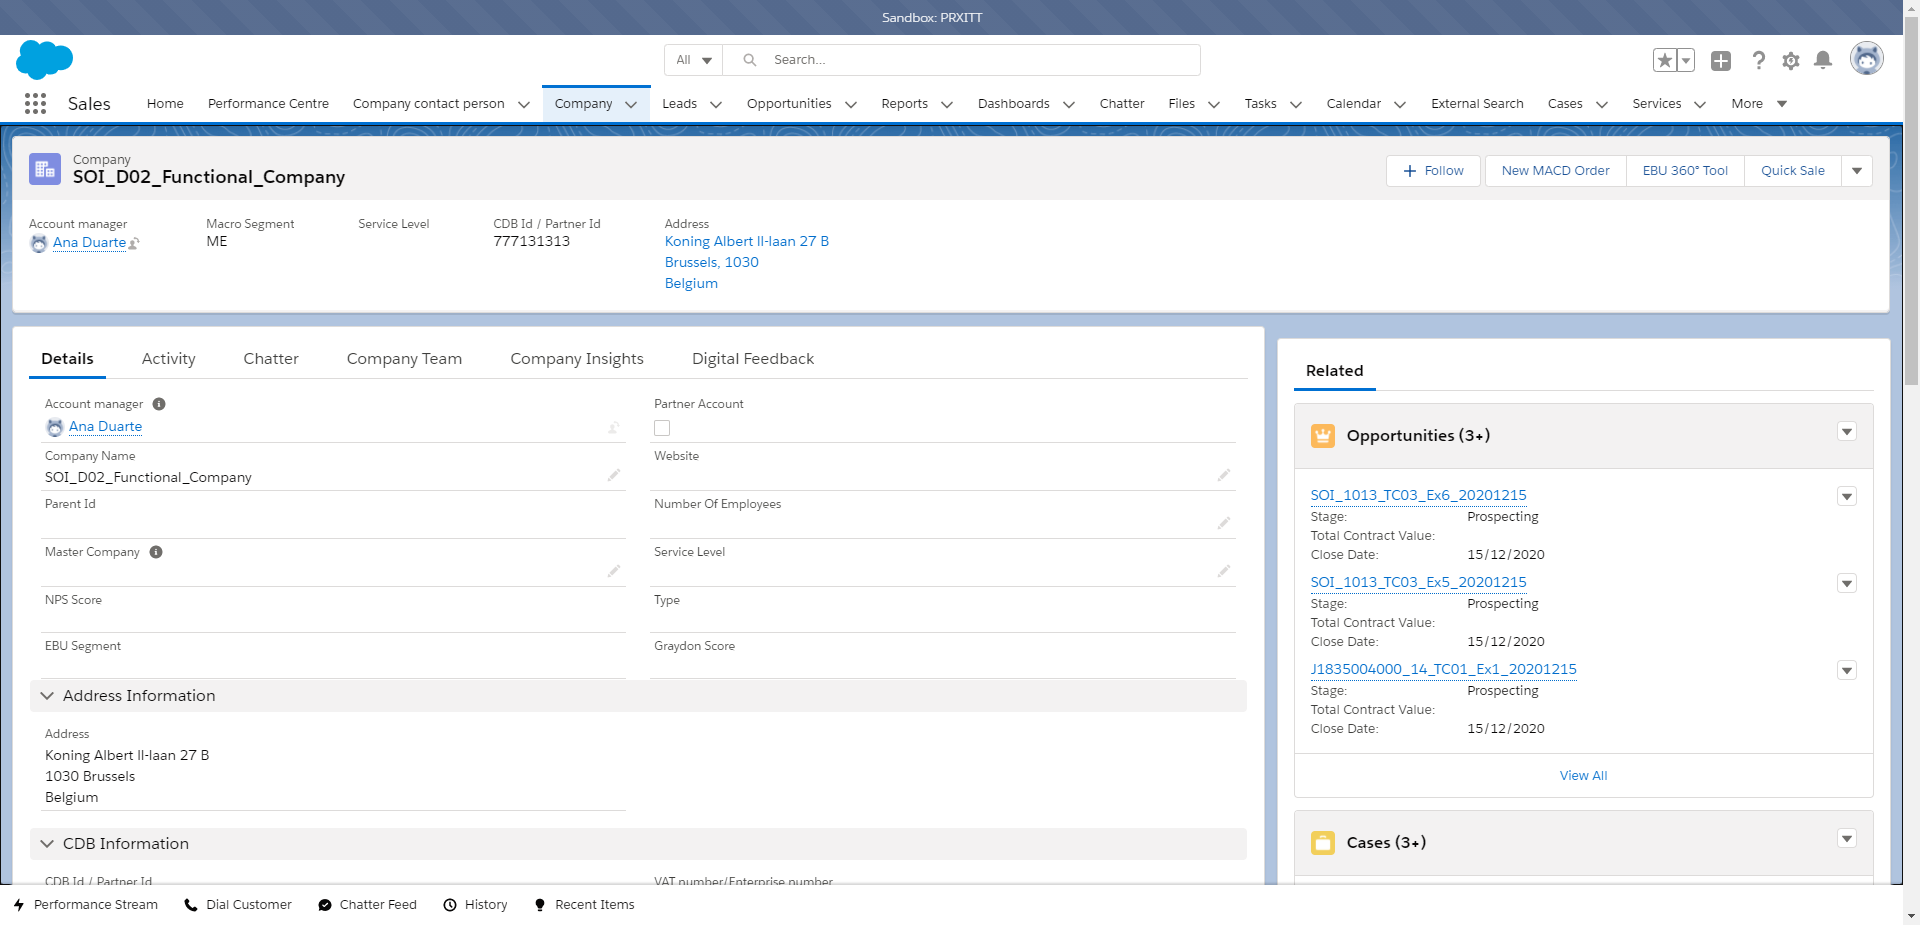 Sandbox: PRXITT
All
Search...
Sales
Home
Performance Centre
Company contact person
Company
Leads
Opportunities
Reports
Dashboards
Chatter
Files
Tasks
Calendar
External Search
Cases
Services
More
Company
SOI_D02_Functional_Company
Follow
New MACD Order
EBU 360° Tool
Quick Sale
Account manager
Ana Duarte
Macro Segment
ME
Service Level
CDB Id / Partner Id
777131313
Address
Koning Albert II-laan 27 B
Brussels, 1030
Belgium
Details
Activity
Chatter
Company Team
Company Insights
Digital Feedback
Account manager
Ana Duarte
Partner Account
Company Name
SOI_D02_Functional_Company
Website
Parent Id
Number Of Employees
Master Company
Service Level
NPS Score
Type
EBU Segment
Graydon Score
Address Information
Address
Koning Albert II-laan 27 B
1030 Brussels
Belgium
CDB Information
CDB Id / Partner Id
VAT number/Enterprise number
Related
Opportunities (3+)
SOI_1013_TC03_Ex6_20201215
Stage: Prospecting
Total Contract Value:
Close Date: 15/12/2020
SOI_1013_TC03_Ex5_20201215
Stage: Prospecting
Total Contract Value:
Close Date: 15/12/2020
J1835004000_14_TC01_Ex1_20201215
Stage: Prospecting
Total Contract Value:
Close Date: 15/12/2020
View All
Cases (3+)
Performance Stream
Dial Customer
Chatter Feed
History
Recent Items